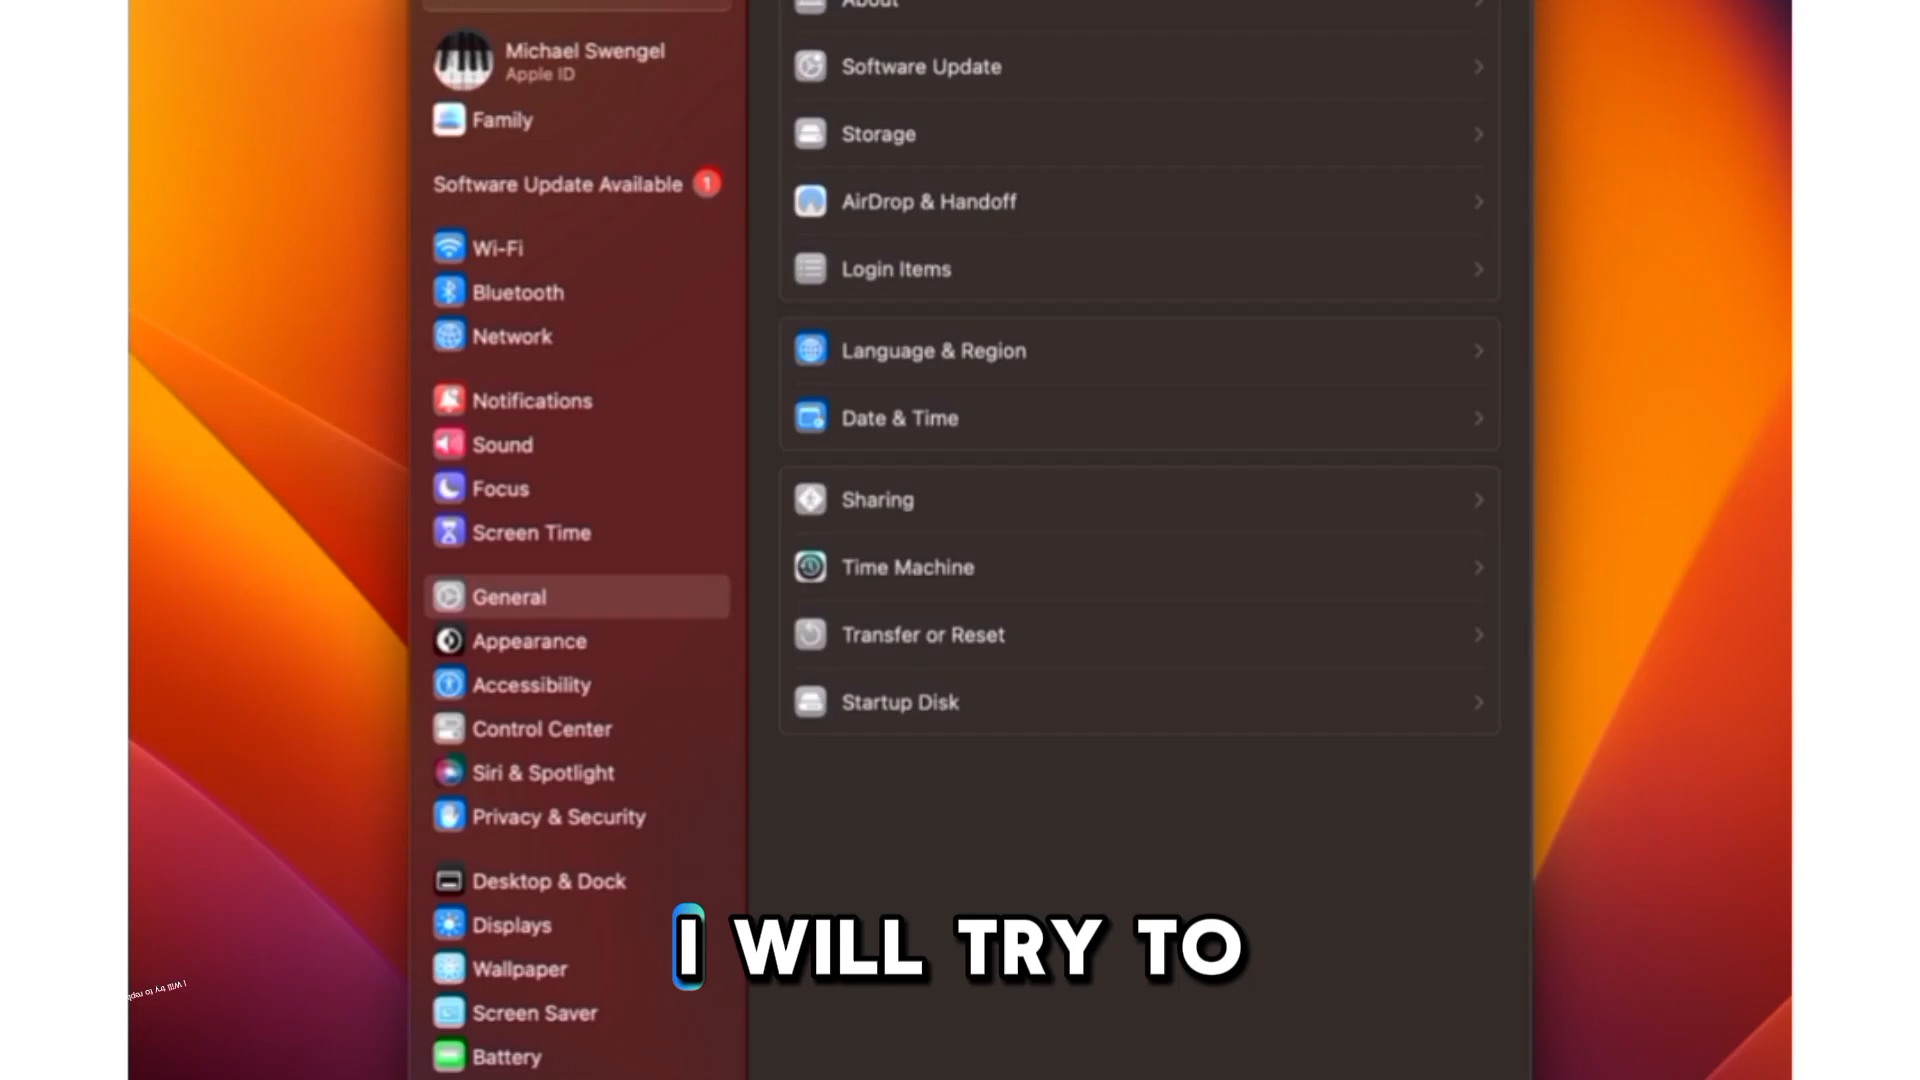 Michael Swengel
Apple ID
Family
Software Update Available 1
Wi-Fi
Bluetooth
Network
Notifications
Sound
Focus
Screen Time
General
Appearance
Accessibility
Control Center
Siri & Spotlight
Privacy & Security
Desktop & Dock
Displays
Wallpaper
Screen Saver
Battery
About
Software Update
Storage
AirDrop & Handoff
Login Items
Language & Region
Date & Time
Sharing
Time Machine
Transfer or Reset
Startup Disk
I WILL TRY TO
I Will try to